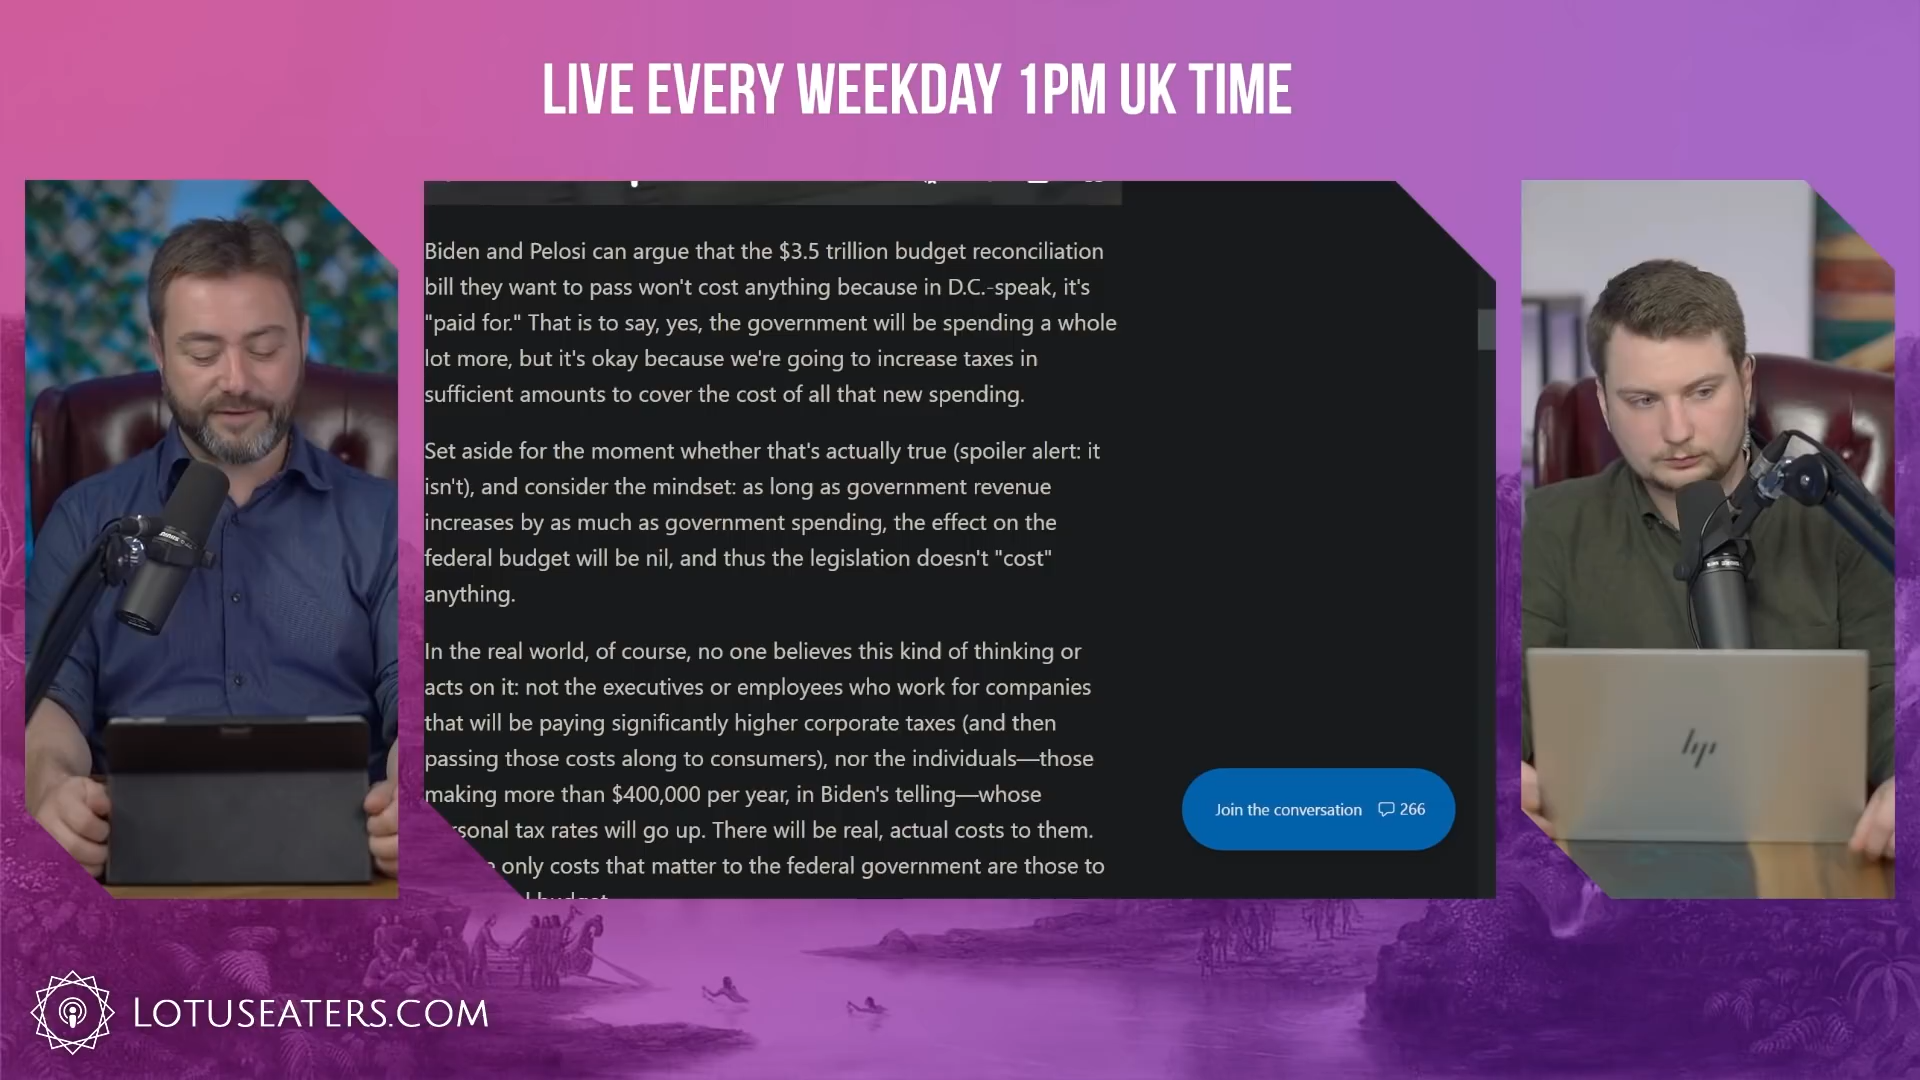 LIVE EVERY WEEKDAY 1PM UK TIME
Biden and Pelosi can argue that the $3.5 trillion budget reconciliation
bill they want to pass won't cost anything because in D.C.-speak, it's
"paid for." That is to say, yes, the government will be spending a whole
lot more, but it's okay because we're going to increase taxes in
sufficient amounts to cover the cost of all that new spending.
Set aside for the moment whether that's actually true (spoiler alert: it
isn't), and consider the mindset: as long as government revenue
increases by as much as government spending, the effect on the
federal budget will be nil, and thus the legislation doesn't "cost"
anything.
In the real world, of course, no one believes this kind of thinking or
acts on it: not the executives or employees who work for companies
that will be paying significantly higher corporate taxes (and then
passing those costs along to consumers), nor the individuals—those
making more than $400,000 per year, in Biden's telling—whose
rsonal tax rates will go up. There will be real, actual costs to them.
only costs that matter to the federal government are those to
budget
Join the conversation 266
hp
LOTUSEATERS.COM